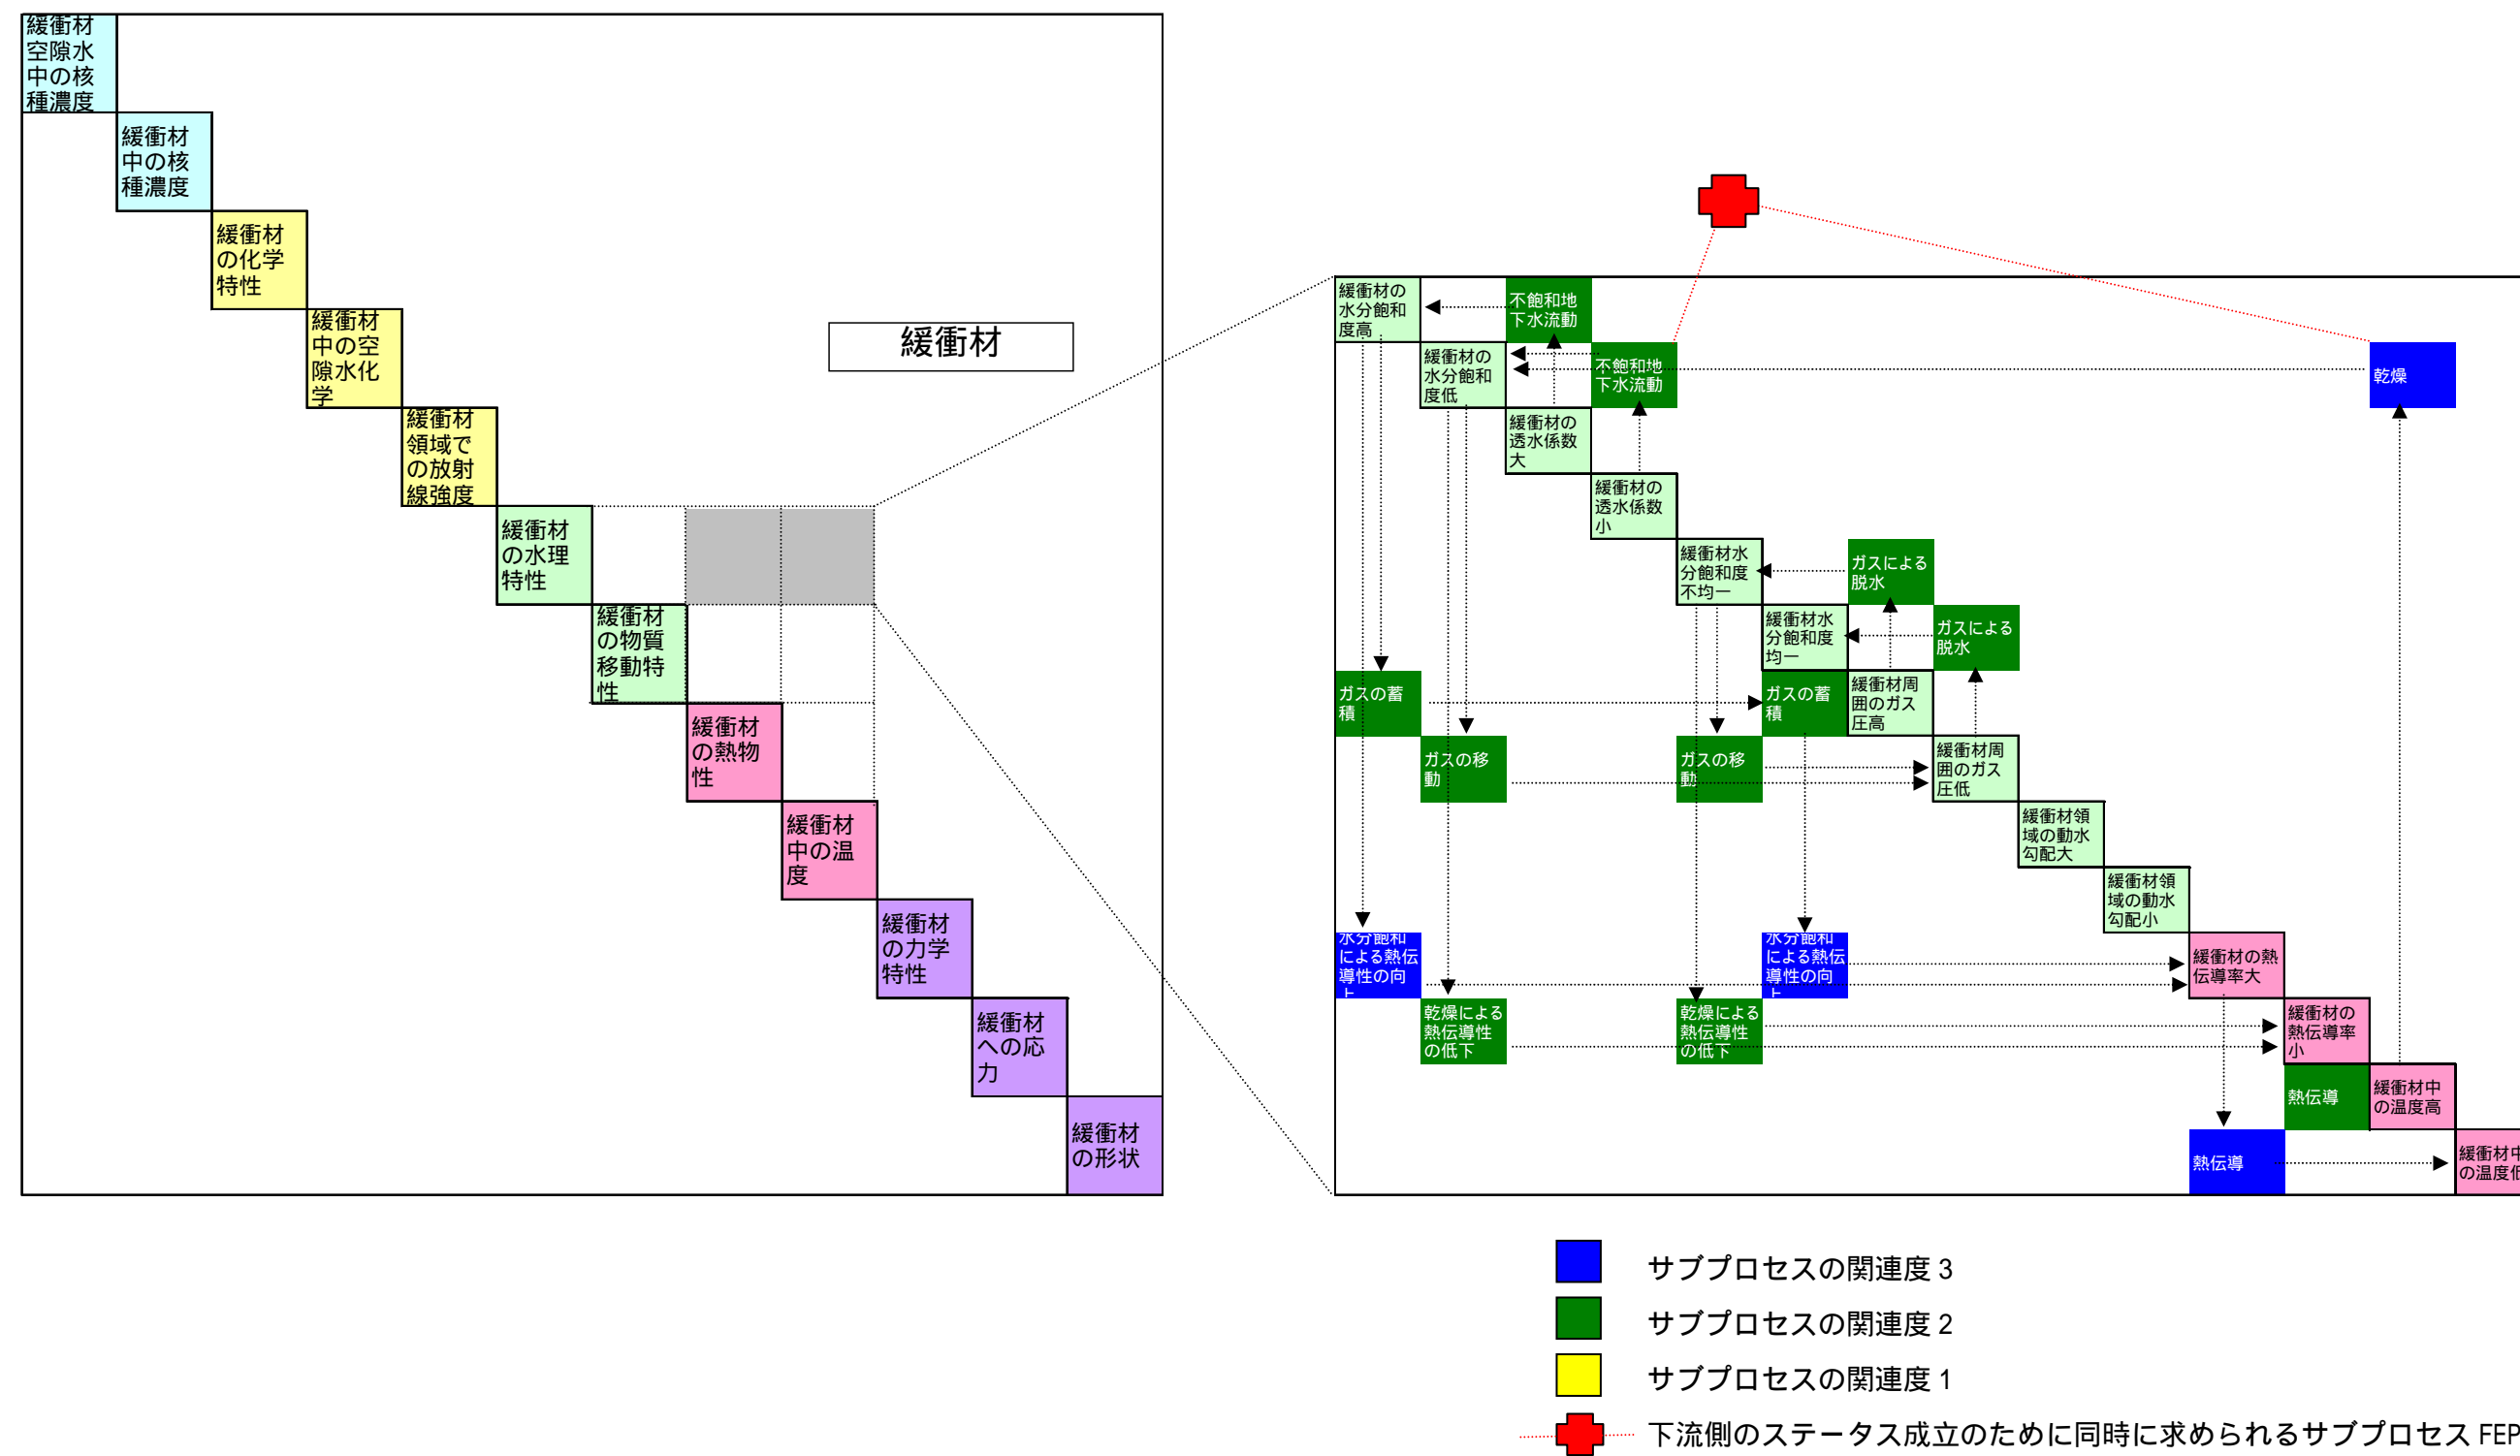 緩衝材
空隙水
中の核
種濃度
緩衝材
中の核
種濃度
緩衝材
の化学
特性
緩衝材
中の空
隙水化
学
緩衝材
領域で
の放射
線強度
緩衝材
の水理
特性
緩衝材
の物質
移動特
性
緩衝材
の熱物
性
緩衝材
中の温
度
緩衝材
の力学
特性
緩衝材
への応
力
緩衝材
の形状
緩衝材
緩衝材の
水分飽和
度高
不飽和地
下水流動
緩衝材の
水分飽和
度低
不飽和地
下水流動
乾燥
緩衝材の
透水係数
大
緩衝材の
透水係数
小
緩衝材水
分飽和度
不均一
ガスによる
脱水
緩衝材水
分飽和度
均一
ガスによる
脱水
ガスの蓄
積
ガスの蓄
積
緩衝材周
囲のガス
圧高
ガスの移
動
ガスの移
動
緩衝材周
囲のガス
圧低
緩衝材領
域の動水
勾配大
緩衝材領
域の動水
勾配小
水分飽和
による熱伝
導性の向
上
水分飽和
による熱伝
導性の向
上
緩衝材の熱
伝導率大
乾燥による
熱伝導性
の低下
乾燥による
熱伝導性
の低下
緩衝材の
熱伝導率
小
熱伝導
緩衝材中
の温度高
熱伝導
緩衝材中
の温度低
サブプロセスの関連度 3
サブプロセスの関連度 2
サブプロセスの関連度 1
下流側のステータス成立のために同時に求められるサブプロセス FEP